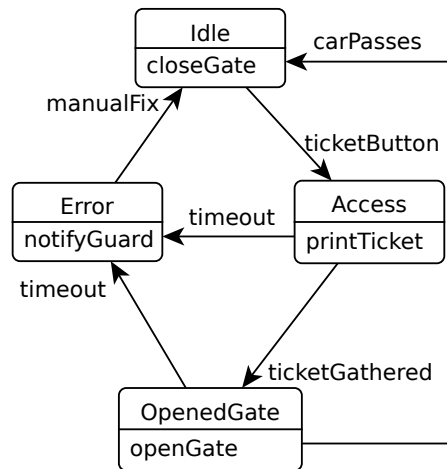 Idle
carPasses
closeGate
manualFix
ticketButton
Error
Access
timeout
notifyGuard
printTicket
timeout
ticketGathered
OpenedGate
openGate